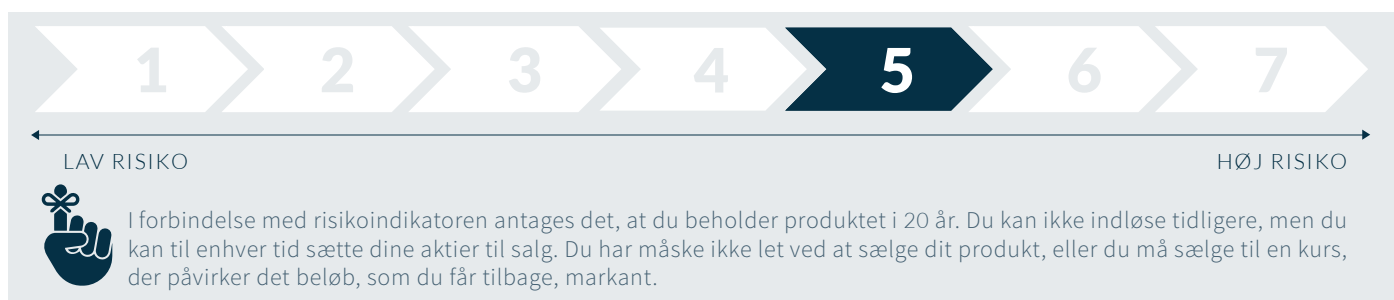 1 2 3 4 5 6 7
LAV RISIKO HØJ RISIKO
I forbindelse med risikoindikatoren antages det, at du beholder produktet i 20 år. Du kan ikke indløse tidligere, men du
kan til enhver tid sætte dine aktier til salg. Du har måske ikke let ved at sælge dit produkt, eller du må sælge til en kurs,
der påvirker det beløb, som du får tilbage, markant.